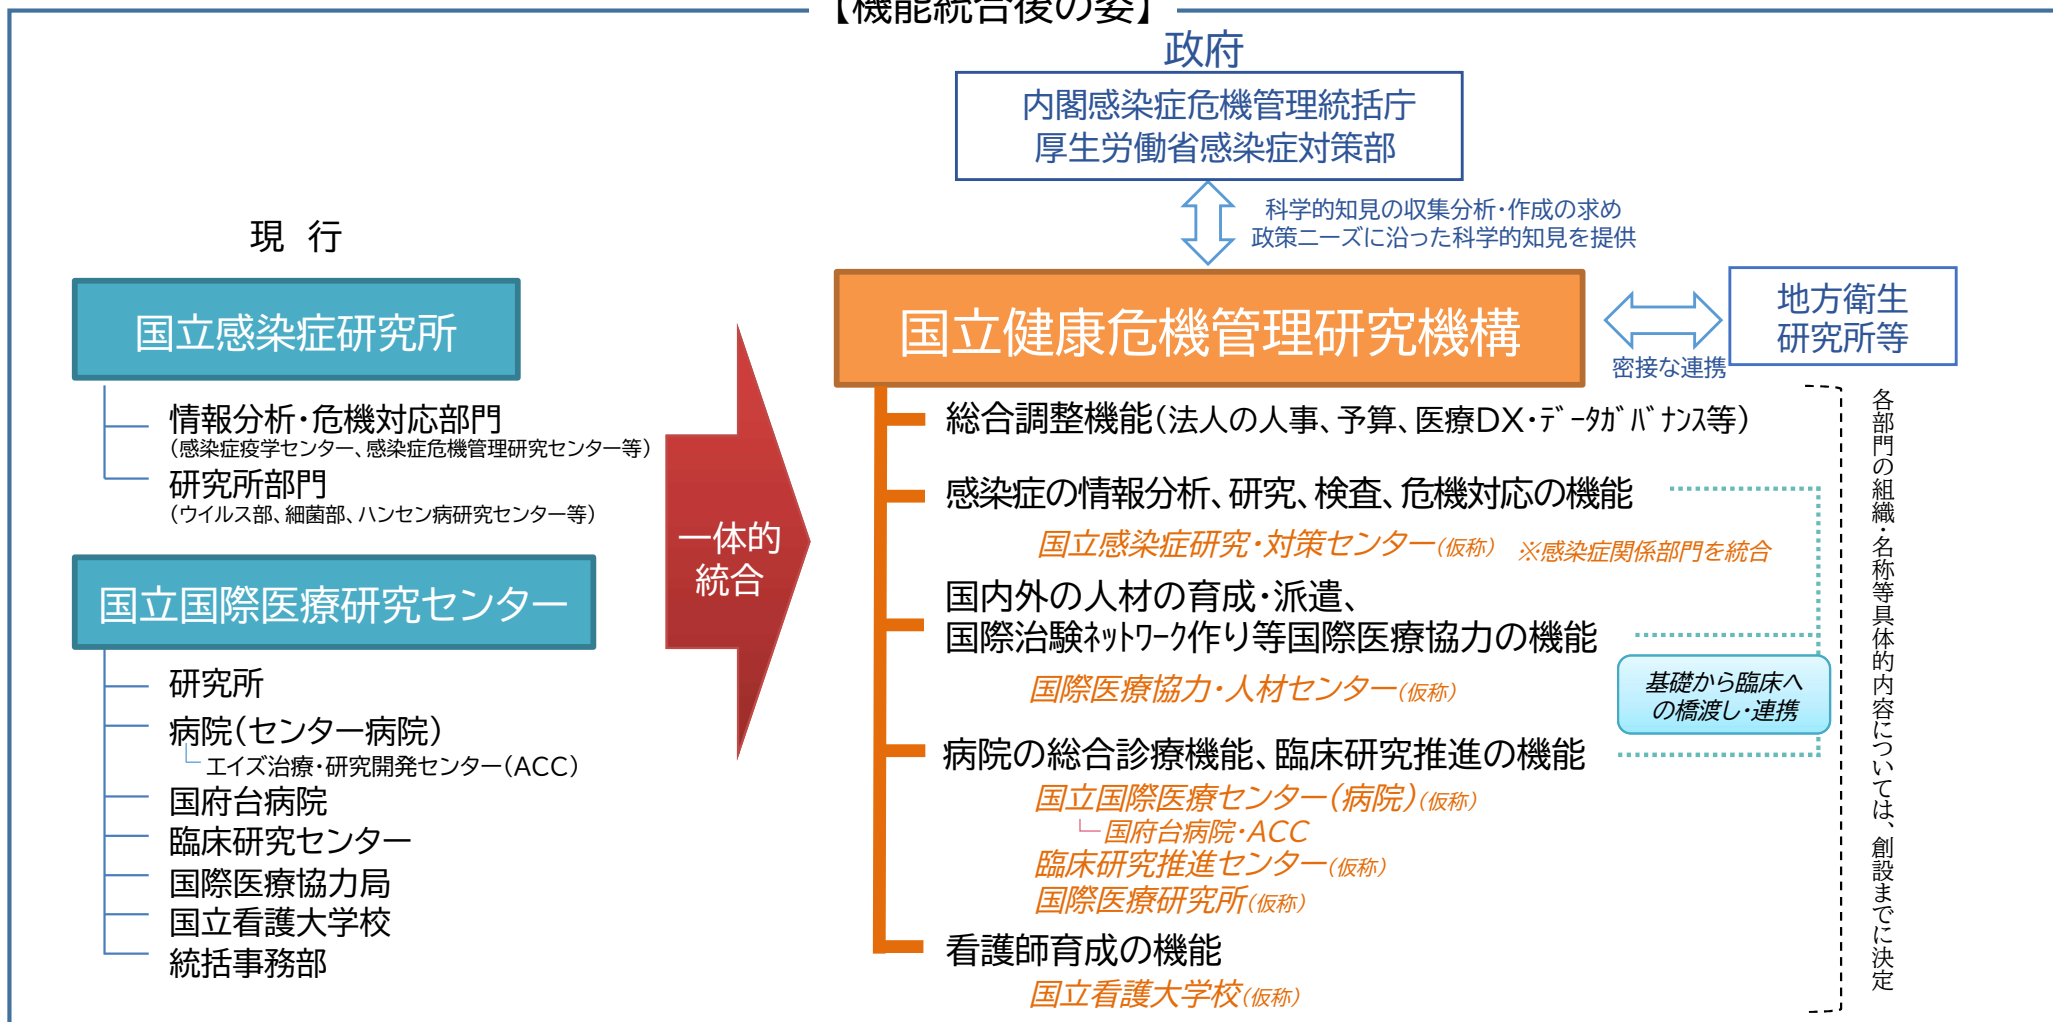 【機能統合後の姿】
政府
内閣感染症危機管理統括庁
厚生労働省感染症対策部
科学的知見の収集分析・作成の求め
政策ニーズに沿った科学的知見を提供
現 行
国立感染症研究所
情報分析・危機対応部門
(感染症疫学センター、感染症危機管理研究センター等)
研究所部門
(ウイルス部、細菌部、ハンセン病研究センター等)
国立国際医療研究センター
研究所
病院(センター病院)
エイズ治療・研究開発センター(ACC)
国府台病院
臨床研究センター
国際医療協力局
国立看護大学校
統括事務部
一体的
統合
国立健康危機管理研究機構
密接な連携
地方衛生
研究所等
総合調整機能(法人の人事、予算、医療DX・ﾃﾞｰﾀｶﾞﾊﾞﾅﾝｽ等)
感染症の情報分析、研究、検査、危機対応の機能
国立感染症研究・対策センター(仮称) ※感染症関係部門を統合
国内外の人材の育成・派遣、
国際治験ﾈｯﾄﾜｰｸ作り等国際医療協力の機能
国際医療協力・人材センター(仮称)
基礎から臨床へ
の橋渡し・連携
病院の総合診療機能、臨床研究推進の機能
国立国際医療センター(病院)(仮称)
国府台病院・ACC
臨床研究推進センター(仮称)
国際医療研究所(仮称)
看護師育成の機能
国立看護大学校(仮称)
各部門の組織・名称等具体的内容については、創設までに決定